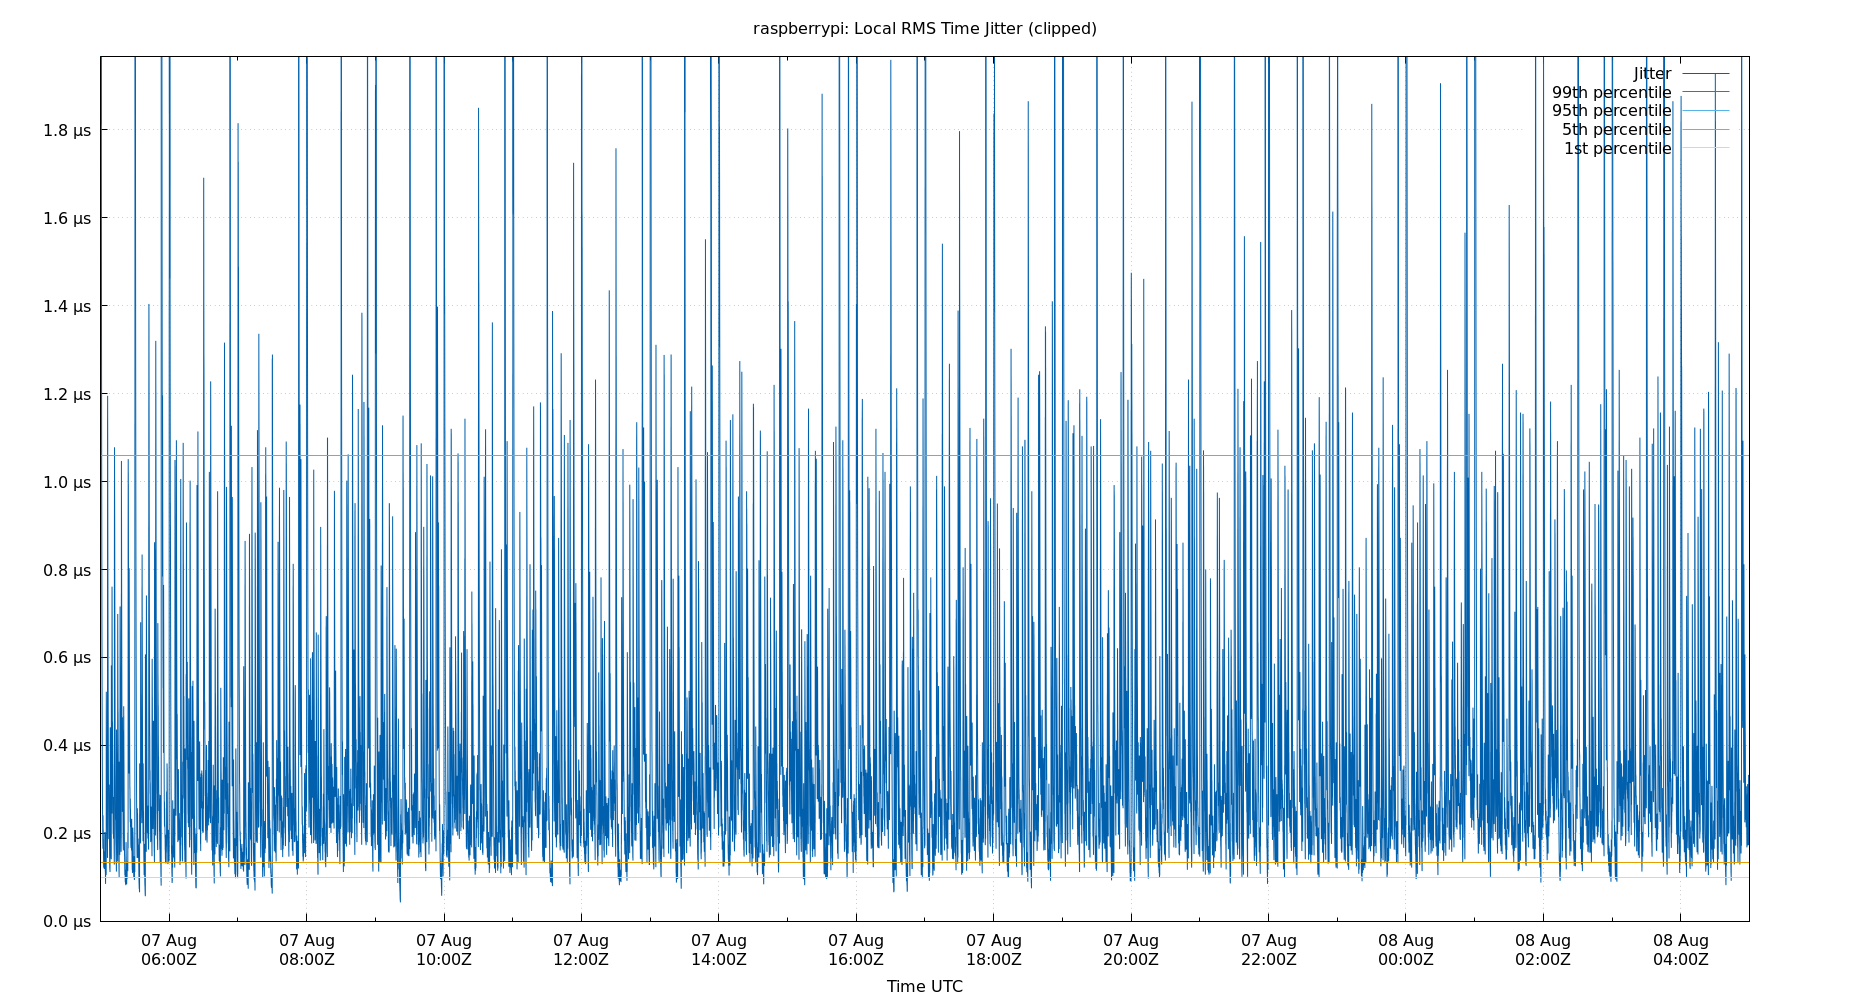 raspberrypi: Local RMS Time Jitter (clipped)
Jitter
99th percentile
95th percentile
5th percentile
1st percentile
1.8 µs
1.6 µs
1.4 µs
1.2 µs
1.0 µs
0.8 µs
0.6 µs
0.4 µs
0.2 µs
0.0 µs
07 Aug 07 Aug 07 Aug 07 Aug 07 Aug 07 Aug 07 Aug 07 Aug 07 Aug 08 Aug 08 Aug 08 Aug
06:00Z 08:00Z 10:00Z 12:00Z 14:00Z 16:00Z 18:00Z 20:00Z 22:00Z 00:00Z 02:00Z 04:00Z
Time UTC